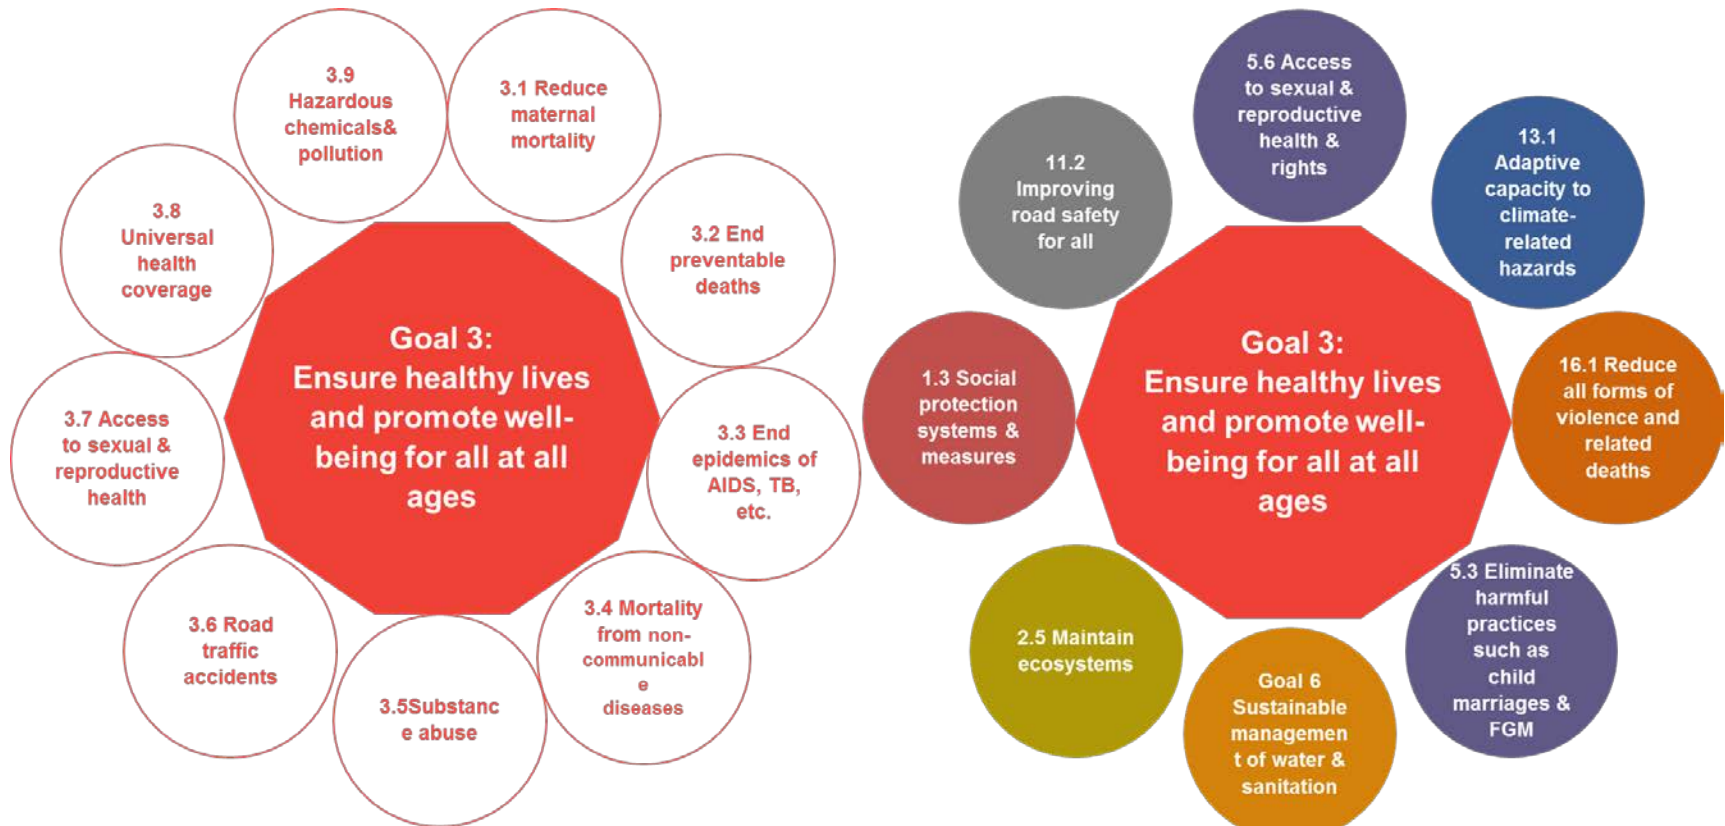 3.9
Hazardous
chemicals&
pollution
3.1 Reduce
maternal
mortality
3.2 End
preventable
deaths
3.3 End
epidemics of
AIDS, TB,
etc.
3.4 Mortality
from non-
communicabl
e
diseases
3.5Substanc
e abuse
3.6 Road
traffic
accidents
3.7 Access
to sexual &
reproductive
health
3.8
Universal
health
coverage
Goal 3:
Ensure healthy lives
and promote well-
being for all at all
ages
5.6 Access
to sexual &
reproductive
health &
rights
13.1
Adaptive
capacity to
climate-
related
hazards
16.1 Reduce
all forms of
violence and
related
deaths
5.3 Eliminate
harmful
practices
such as
child
marriages &
FGM
Goal 6
Sustainable
managemen
t of water &
sanitation
2.5 Maintain
ecosystems
1.3 Social
protection
systems &
measures
11.2
Improving
road safety
for all
Goal 3:
Ensure healthy lives
and promote well-
being for all at all
ages